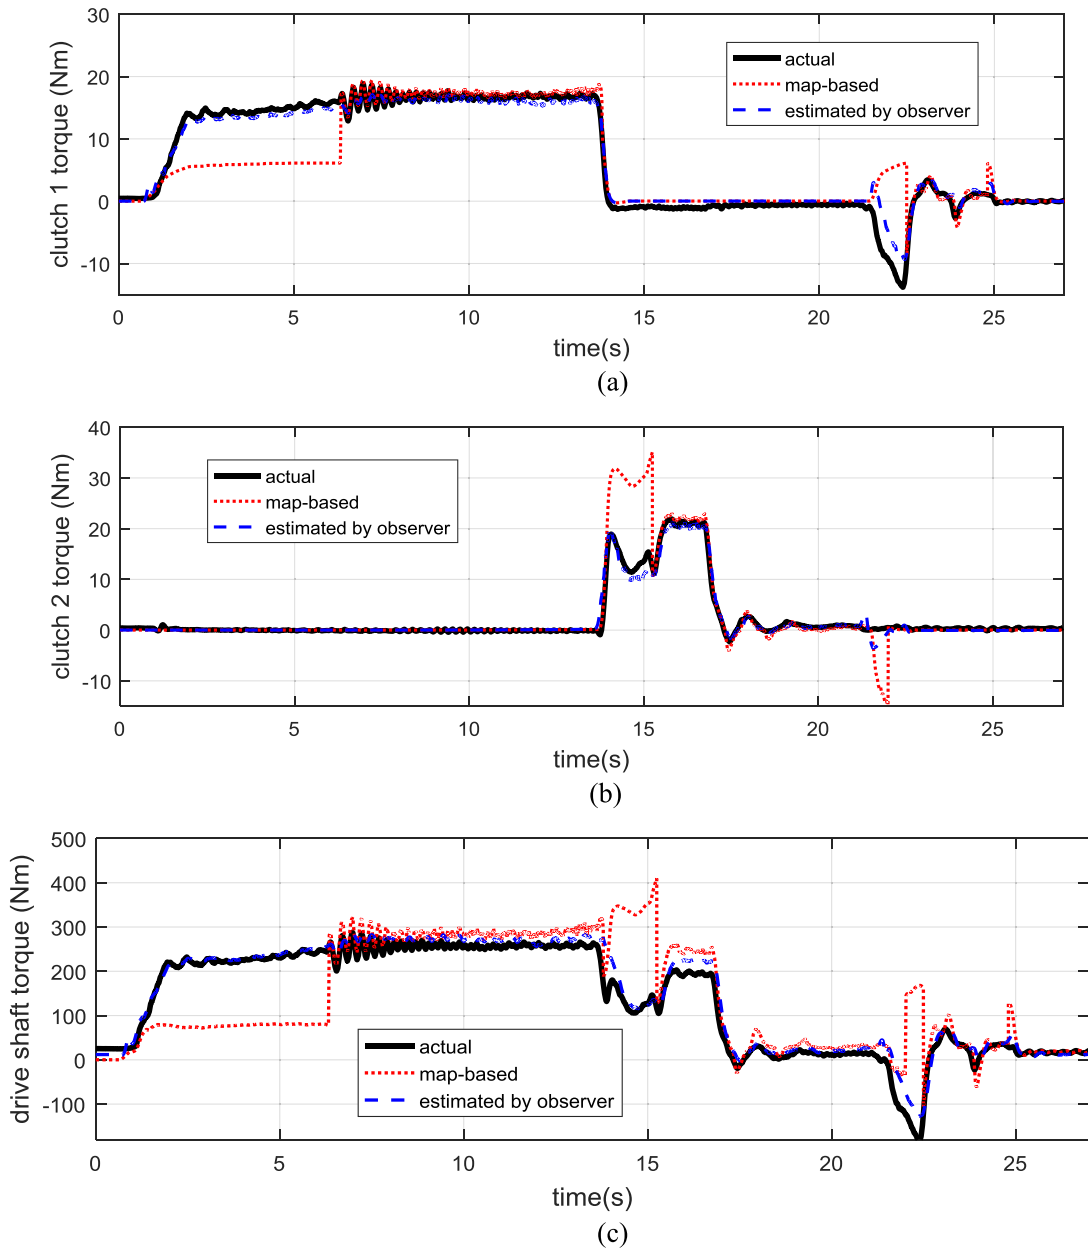 30
20
10
0
-10
clutch 1 torque (Nm)
actual
map-based
estimated by observer
0 5 10 15 20 25
time(s)
(a)
40
30
20
10
0
-10
clutch 2 torque (Nm)
actual
map-based
estimated by observer
0 5 10 15 20 25
time(s)
(b)
500
400
300
200
100
0
-100
drive shaft torque (Nm)
actual
map-based
estimated by observer
0 5 10 15 20 25
time(s)
(c)